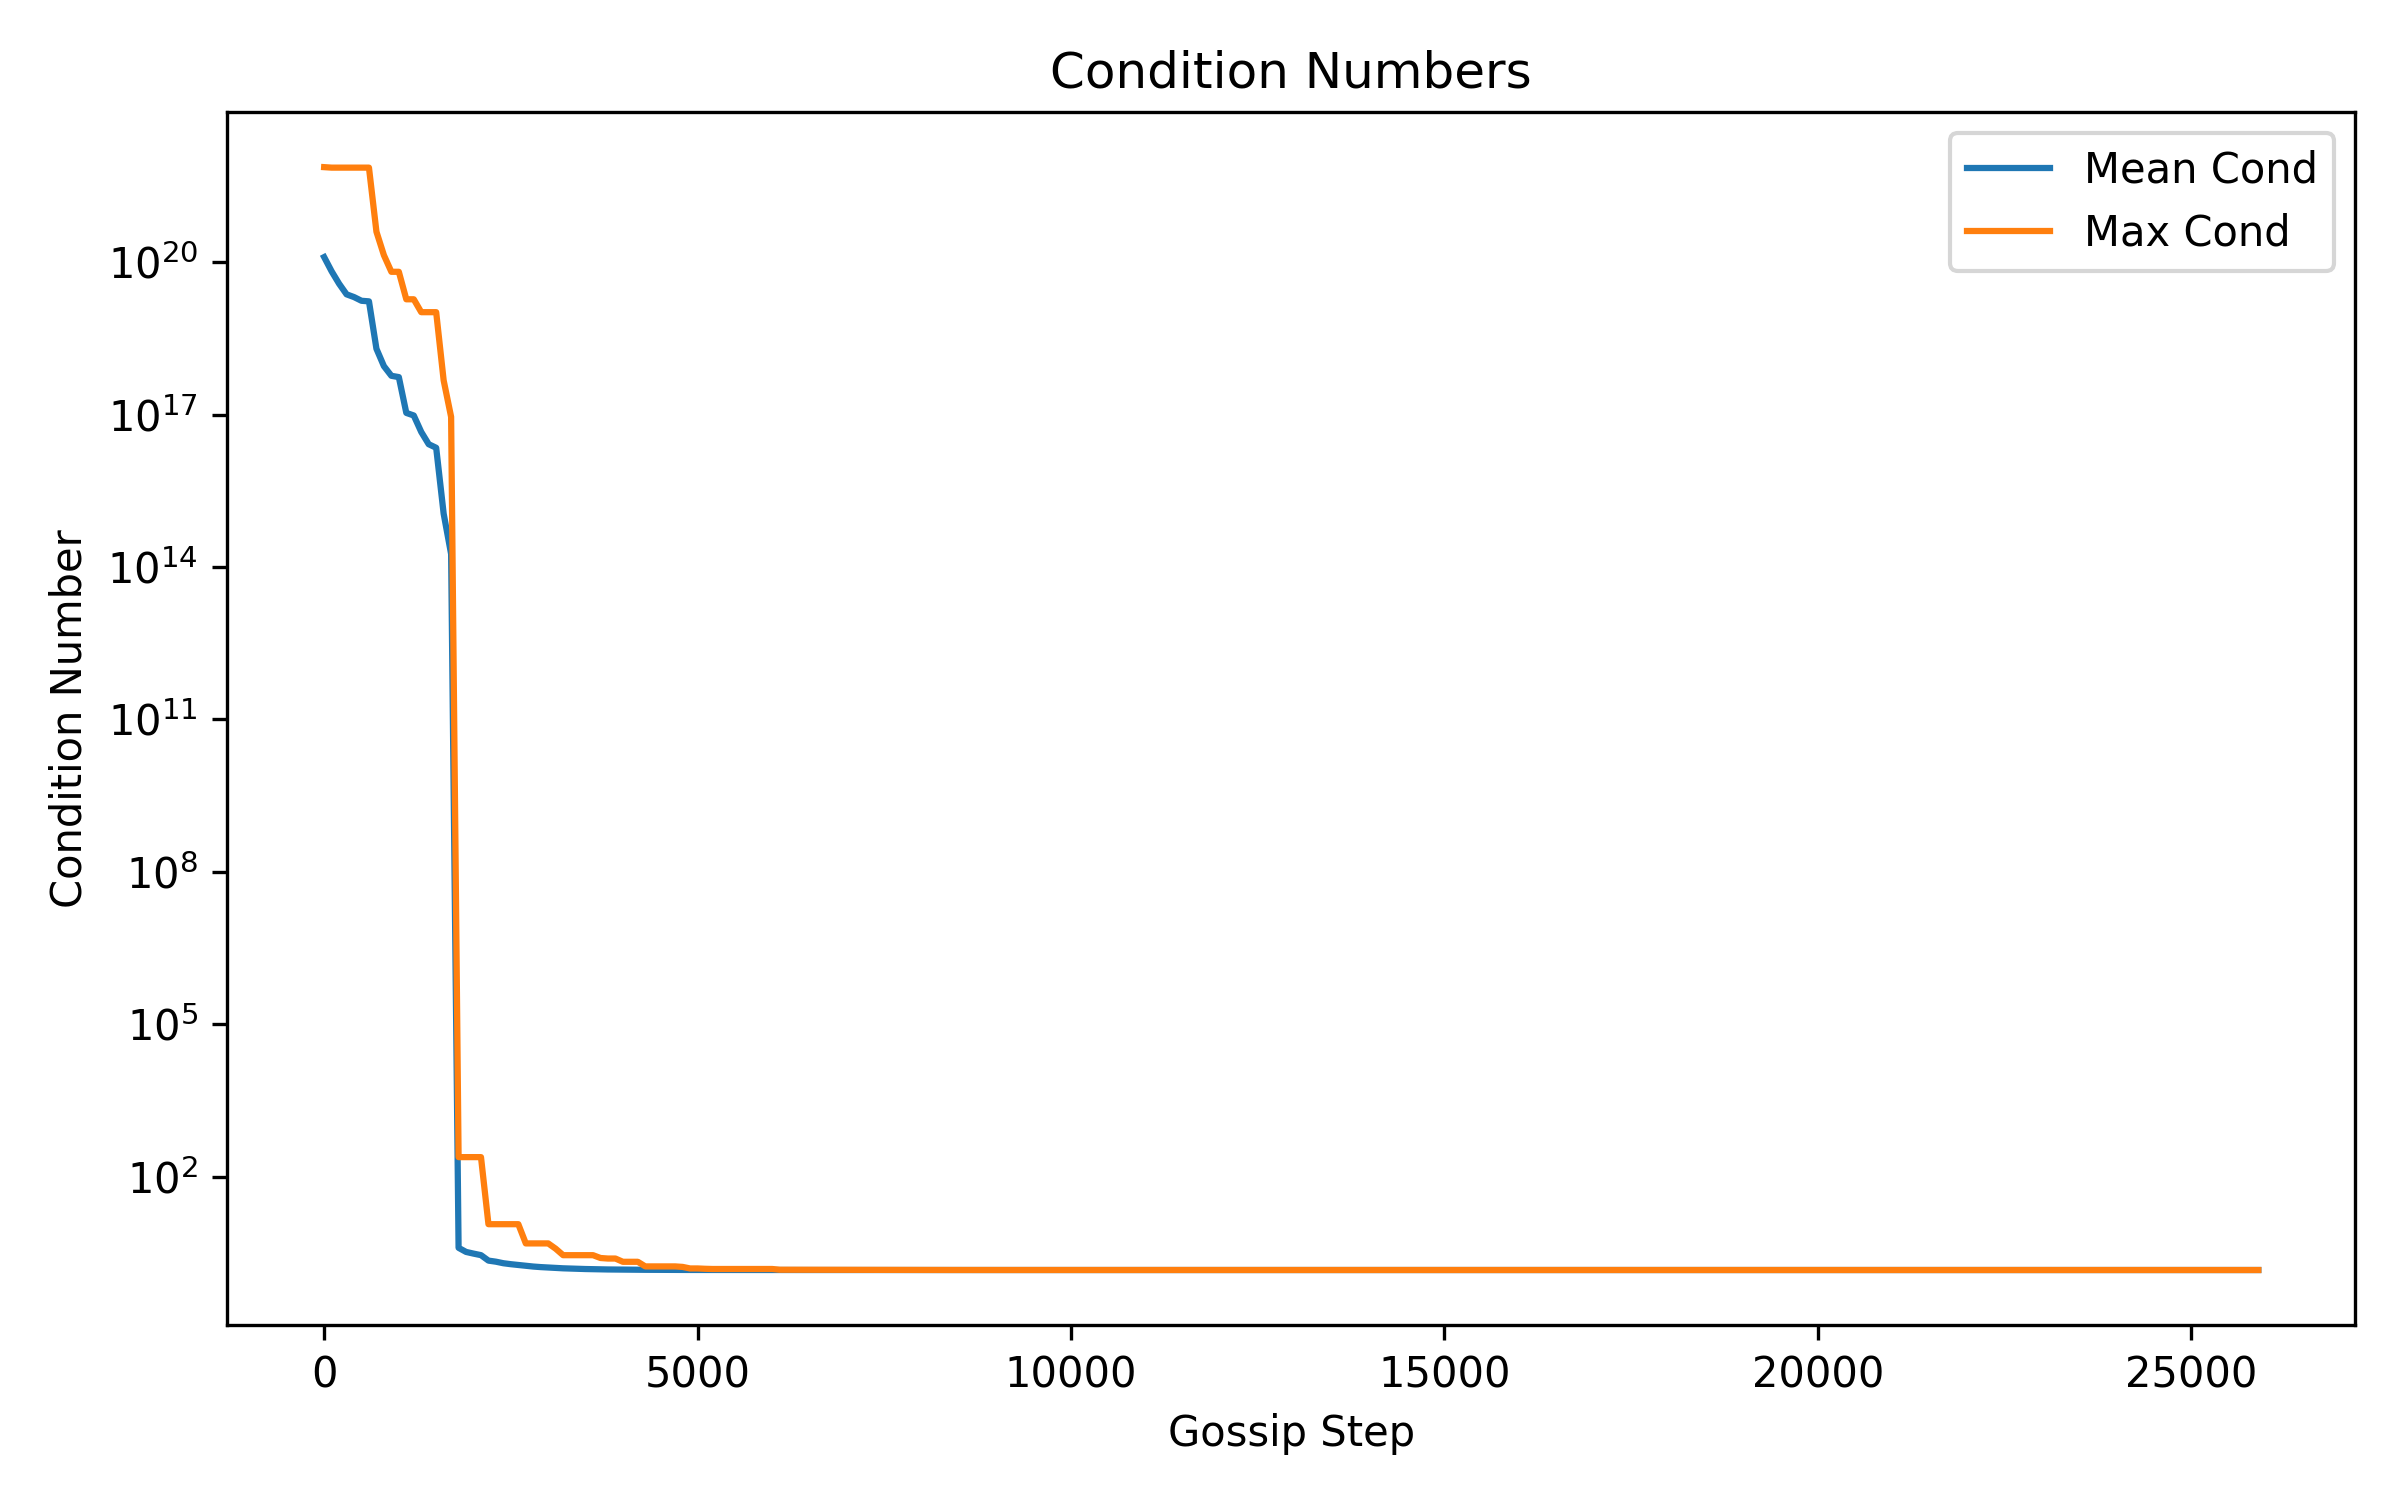 Condition Numbers
Mean Cond
Max Cond
Condition Number
10^20
10^17
10^14
10^11
10^8
10^5
10^2
0 5000 10000 15000 20000 25000
Gossip Step